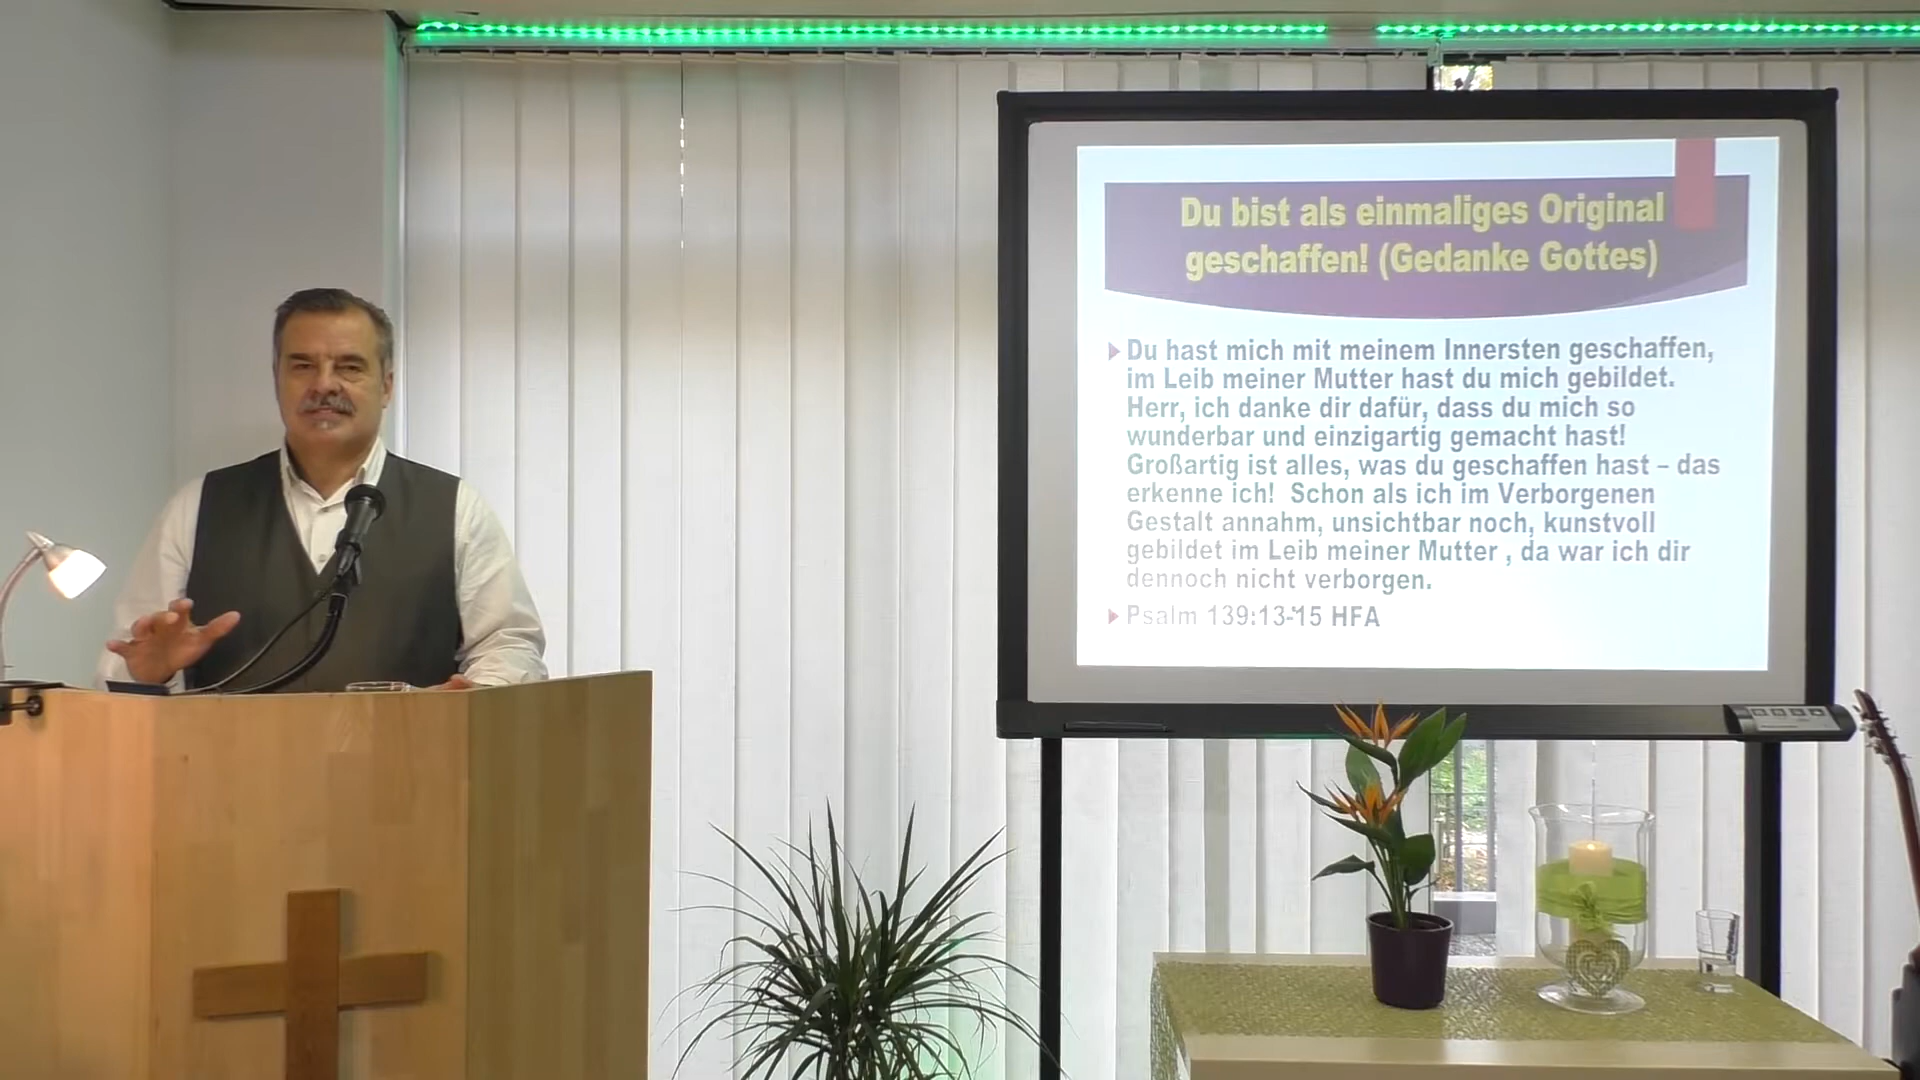 Du bist als einmaliges Original
geschaffen! (Gedanke Gottes)
Du hast mich mit meinem Innersten geschaffen,
im Leib meiner Mutter hast du mich gebildet.
Herr, ich danke dir dafür, dass du mich so
wunderbar und einzigartig gemacht hast!
Großartig ist alles, was du geschaffen hast – das
erkenne ich! Schon als ich im Verborgenen
Gestalt annahm, unsichtbar noch, kunstvoll
gebildet im Leib meiner Mutter , da war ich dir
dennoch nicht verborgen.
Psalm 139:13-15 HFA